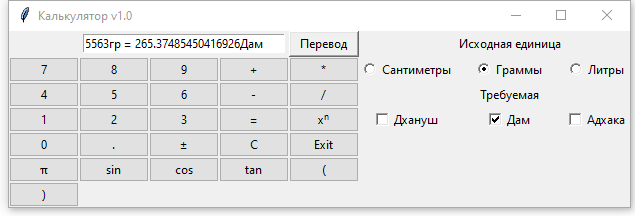 Калькулятор v1.0
5563гр = 265.37485450416926Дам Перевод Исходная единица
7 8 9 + * Сантиметры Граммы Литры
4 5 6 - / Требуемая
1 2 3 = xⁿ Дхануш Дам Адхака
0 . ± C Exit
π sin cos tan (
)